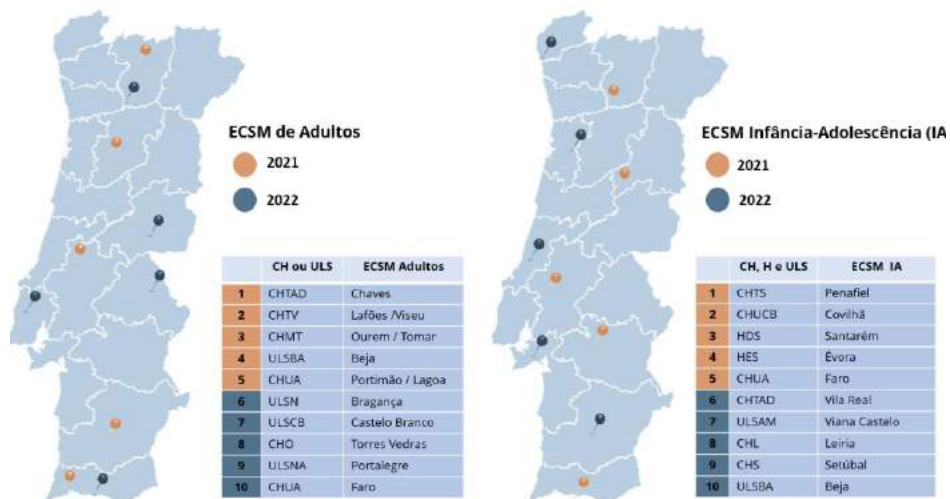 ECSM de Adultos
2021
2022
CH ou ULS ECSM Adultos
1 CHTAD Chaves
2 CHTV Lafões /Viseu
3 CHMT Ourem / Tomar
4 ULSBA Beja
5 CHUA Portimão / Lagoa
6 ULSN Bragança
7 ULSCB Castelo Branco
8 CHO Torres Vedras
9 ULSNA Portalegre
10 CHUA Faro
ECSM Infância-Adolescência (IA
2021
2022
CH, H e ULS ECSM IA
1 CHTS Penafiel
2 CHUCB Covilhã
3 HDS Santarém
4 HES Évora
5 CHUA Faro
6 CHTAD Vila Real
7 ULSAM Viana Castelo
8 CHL Leiria
9 CHS Setúbal
10 ULSBA Beja